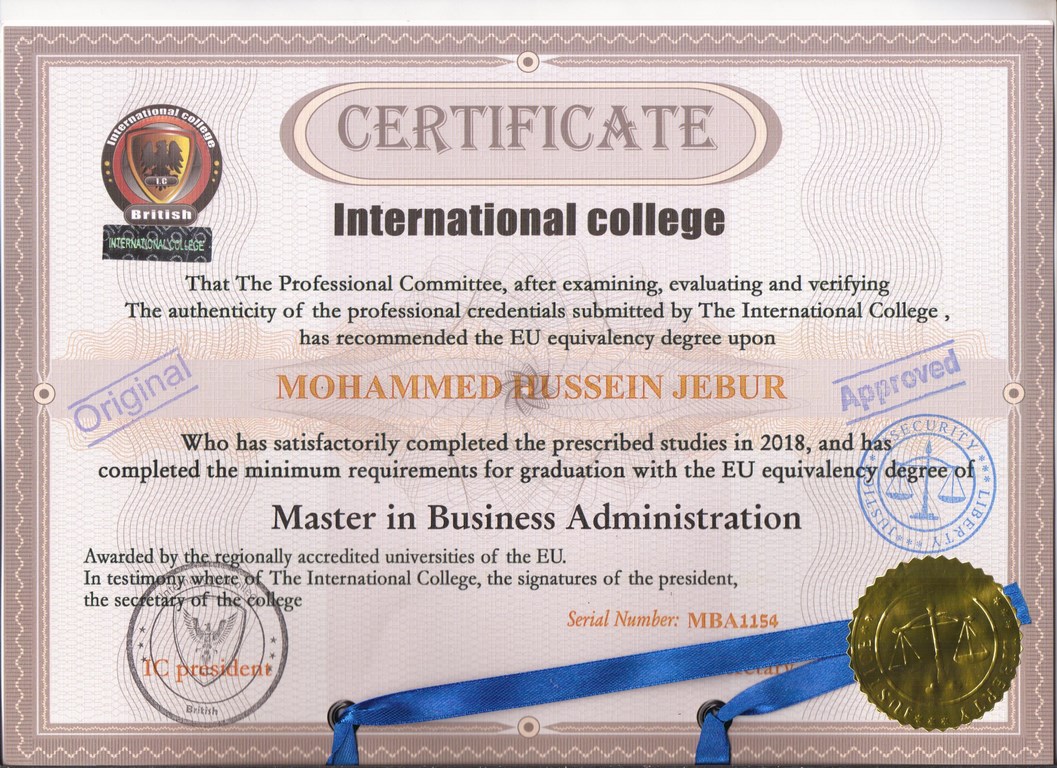 CERTIFICATE
International college
I.C
British
INTERNATIONAL COLLEGE
International college
That The Professional Committee, after examining, evaluating and verifying
The authenticity of the professional credentials submitted by The International College ,
has recommended the EU equivalency degree upon
Original
MOHAMMED HUSSEIN JEBUR
Approved
Who has satisfactorily completed the prescribed studies in 2018, and has
completed the minimum requirements for graduation with the EU equivalency degree of
SECURITY
LIBERTY
JUSTICE
Master in Business Administration
Awarded by the regionally accredited universities of the EU.
In testimony where of The International College, the signatures of the president,
the secretary of the college
Serial Number: MBA1154
IC president
British